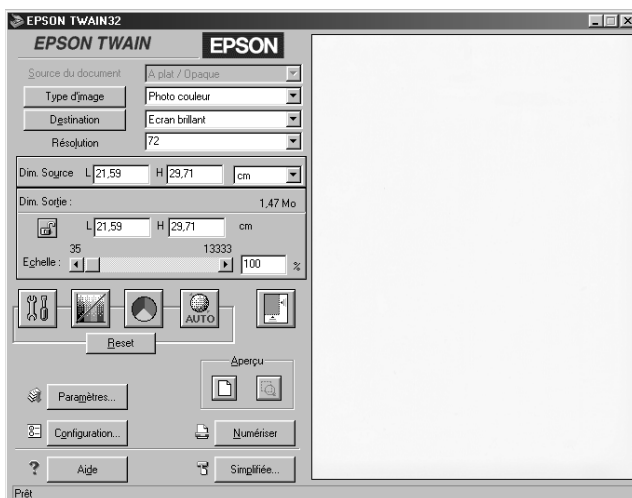 EPSON TWAIN32
EPSON TWAIN EPSON
Source du document A plat / Opaque
Type d'image Photo couleur
Destination Ecran brillant
Résolution 72
Dim. Source L 21,59 H 29,71 cm
Dim. Sortie : 1,47 Mo
L 21,59 H 29,71 cm
35 13333
Echelle : 100 %
AUTO
Reset
Aperçu
Paramètres...
Configuration... Numériser
? Aide Simplifiée...
Prêt